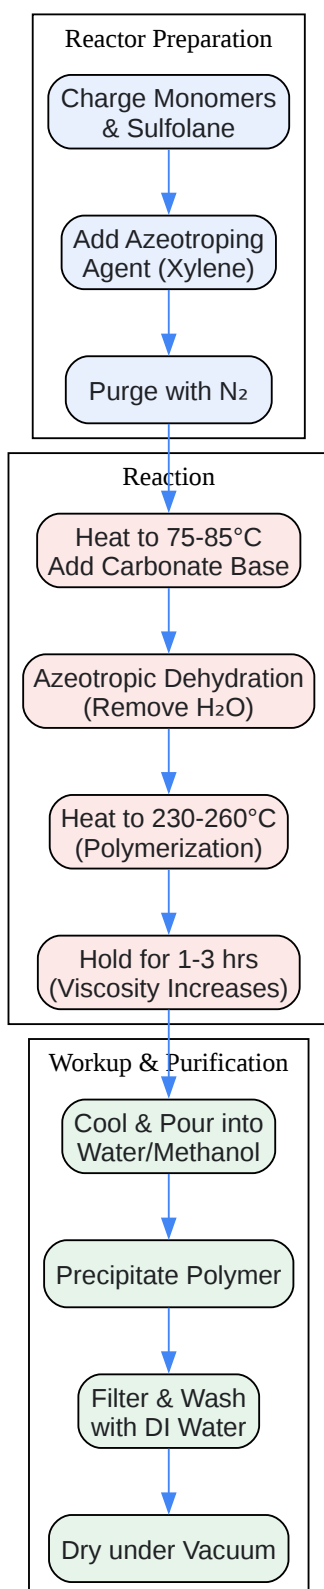 Reactor Preparation
Charge Monomers
& Sulfolane
Add Azeotroping
Agent (Xylene)
Purge with N₂
Reaction
Heat to 75-85°C
Add Carbonate Base
Azeotropic Dehydration
(Remove H₂O)
Heat to 230-260°C
(Polymerization)
Hold for 1-3 hrs
(Viscosity Increases)
Workup & Purification
Cool & Pour into
Water/Methanol
Precipitate Polymer
Filter & Wash
with DI Water
Dry under Vacuum